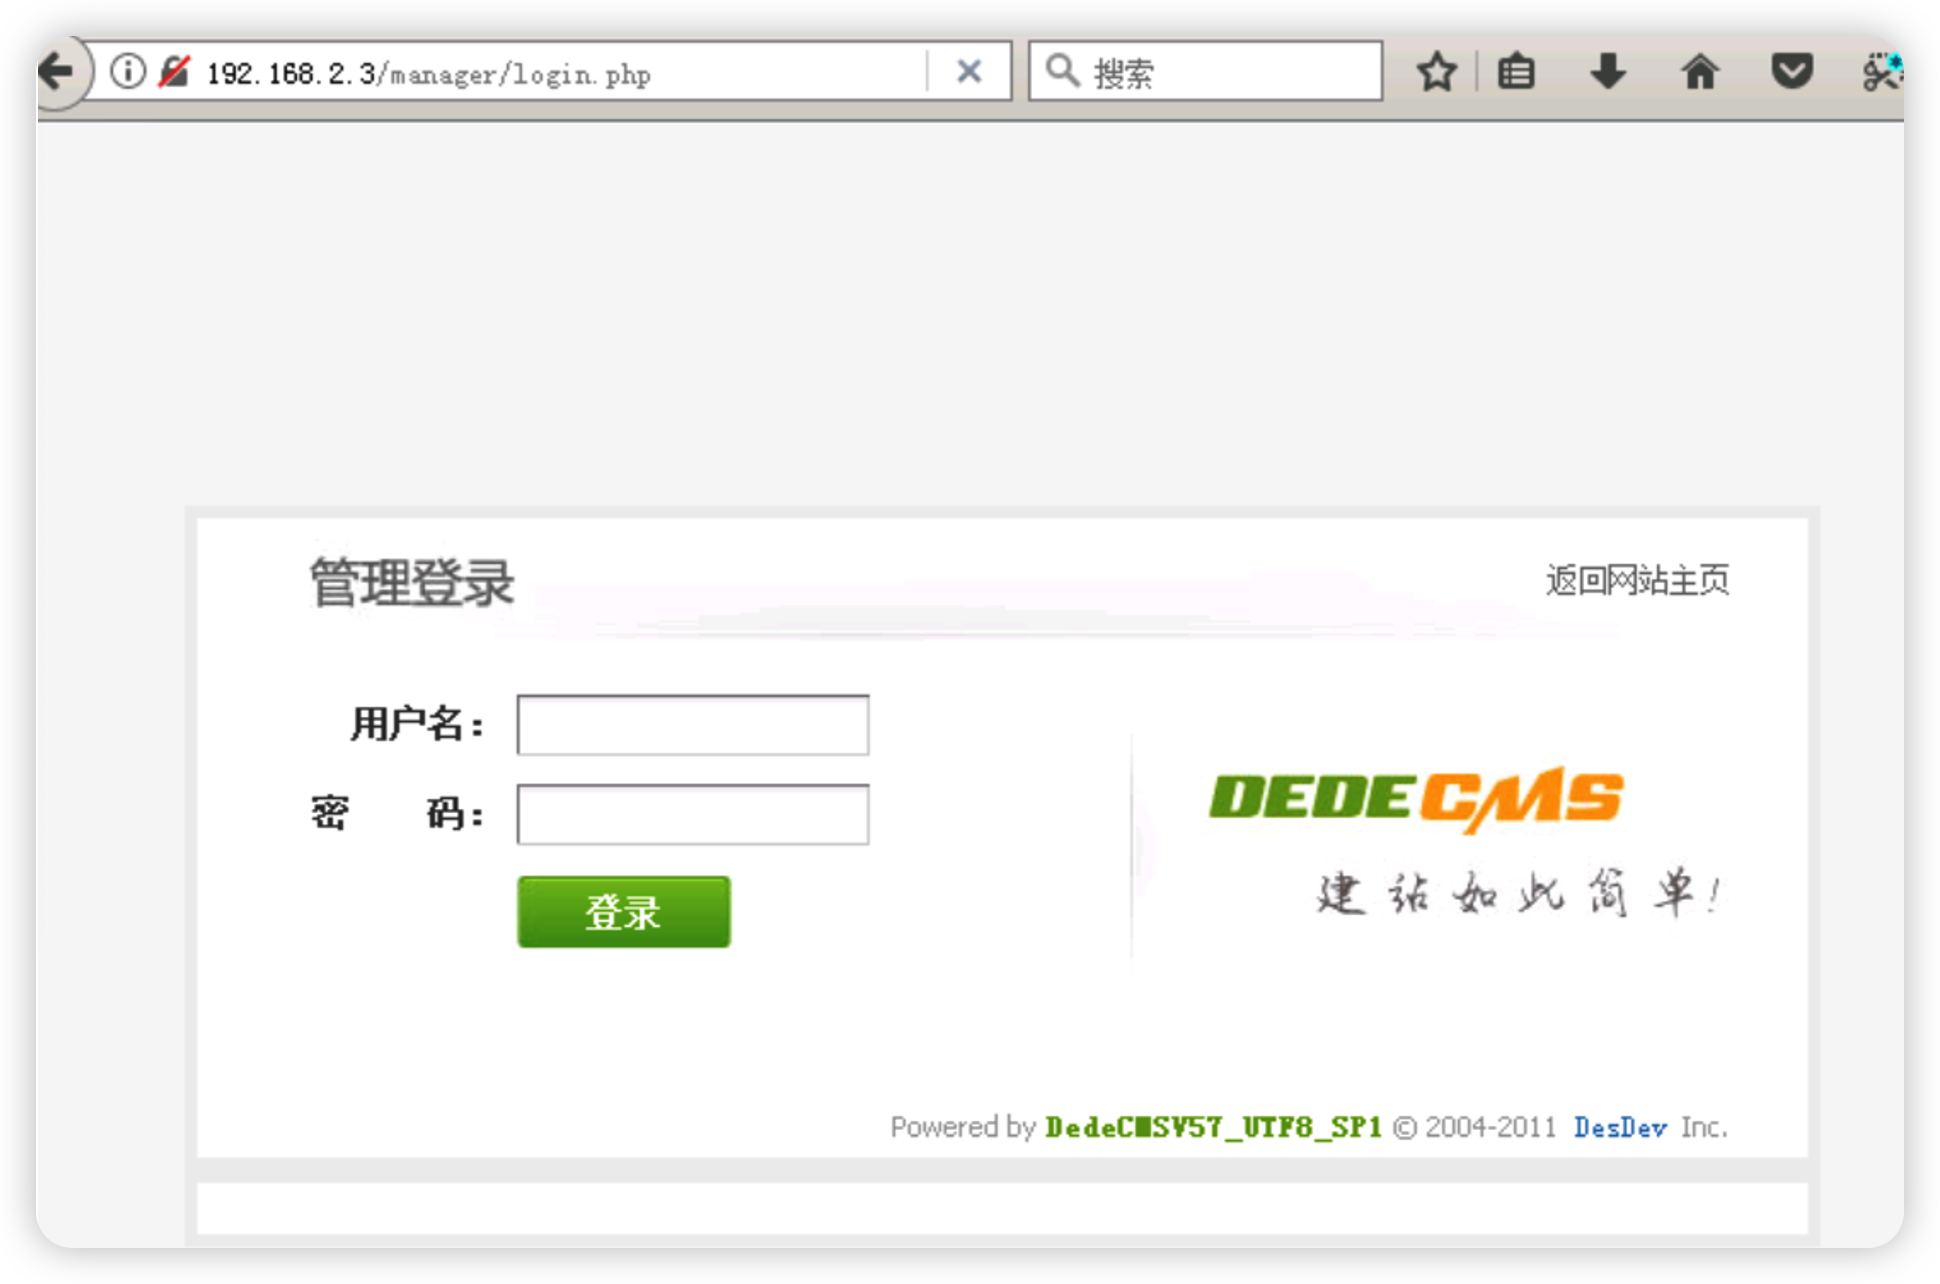 192.168.2.3/manager/login.php
搜索
管理登录
返回网站主页
用户名：
密 码：
登录
DEDECMS
建站如此简单!
Powered by DedeCMSV57_UTF8_SP1 © 2004-2011 DesDev Inc.